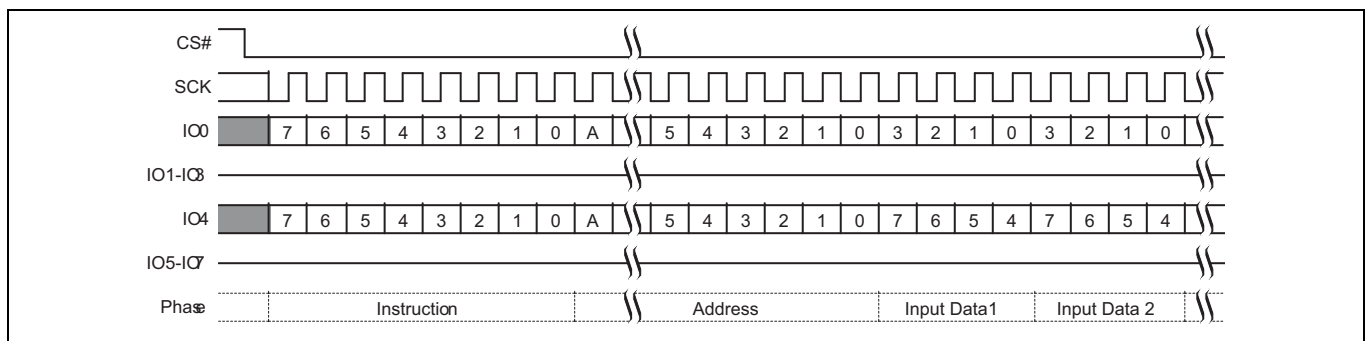 CS#
SCK
IO0 7 6 5 4 3 2 1 0 A 5 4 3 2 1 0 3 2 1 0 3 2 1 0
IO1-IO3
IO4 7 6 5 4 3 2 1 0 A 5 4 3 2 1 0 7 6 5 4 7 6 5 4
IO5-IO7
Phase Instruction Address Input Data1 Input Data 2